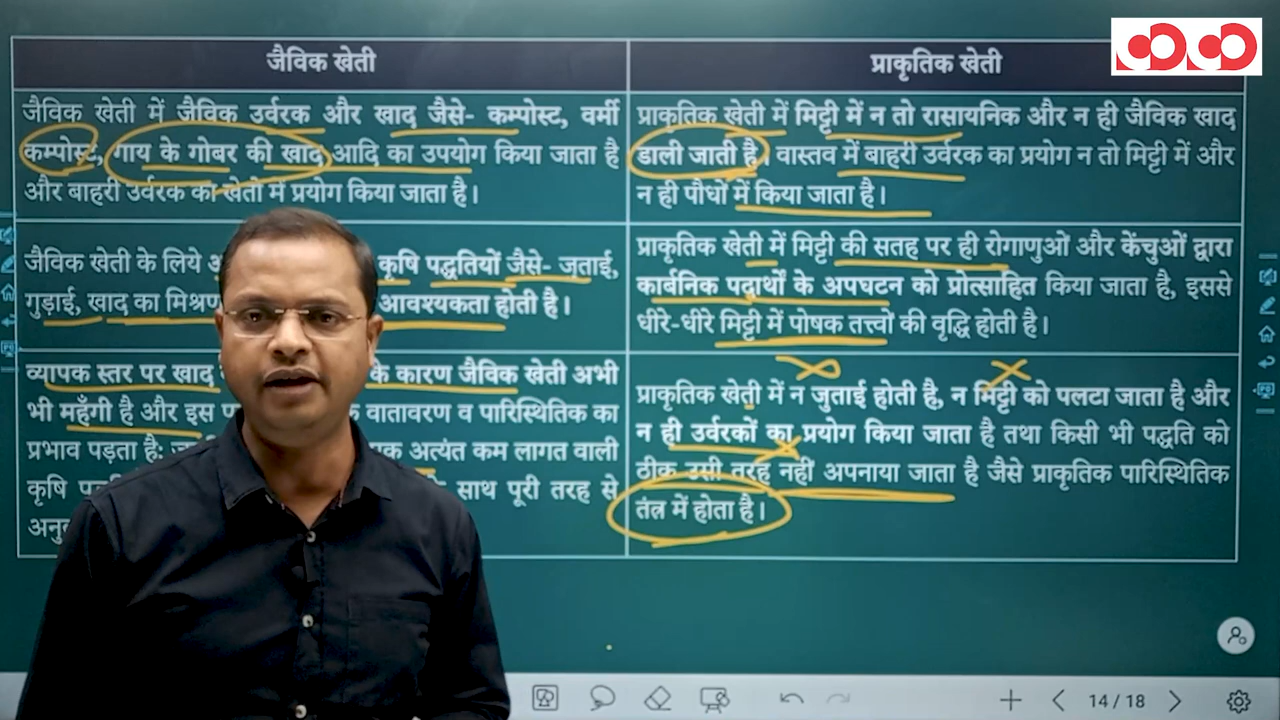 जैविक खेती
प्राकृतिक खेती
जैविक खेती में जैविक उर्वरक और खाद जैसे- कम्पोस्ट, वर्मी
कम्पोस्ट, गाय के गोबर की खाद आदि का उपयोग किया जाता है
और बाहरी उर्वरक का खेतों में प्रयोग किया जाता है।
प्राकृतिक खेती में मिट्टी में न तो रासायनिक और न ही जैविक खाद
डाली जाती है, वास्तव में बाहरी उर्वरक का प्रयोग न तो मिट्टी में और
न ही पौधों में किया जाता है।
जैविक खेती के लिये कृषि पद्धतियों जैसे- जुताई,
गुड़ाई, खाद का मिश्रण आवश्यकता होती है।
प्राकृतिक खेती में मिट्टी की सतह पर ही रोगाणुओं और केंचुओं द्वारा
कार्बनिक पदार्थों के अपघटन को प्रोत्साहित किया जाता है, इससे
धीरे-धीरे मिट्टी में पोषक तत्त्वों की वृद्धि होती है।
व्यापक स्तर पर खाद के कारण जैविक खेती अभी
भी महँगी है और इस वातावरण व पारिस्थितिक का
प्रभाव पड़ता है; अत्यंत कम लागत वाली
कृषि साथ पूरी तरह से
प्राकृतिक खेती में न जुताई होती है, न मिट्टी को पलटा जाता है और
न ही उर्वरकों का प्रयोग किया जाता है तथा किसी भी पद्धति को
ठीक उसी तरह नहीं अपनाया जाता है जैसे प्राकृतिक पारिस्थितिक
तंत्र में होता है।
14 / 18